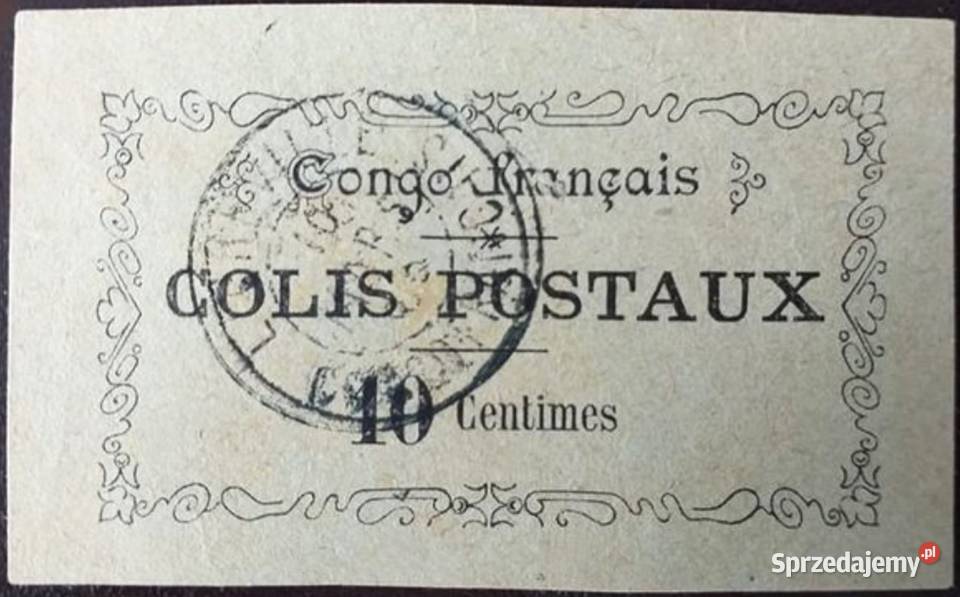 Congo français
COLIS POSTAUX
10 Centimes
Sprzedajemy.pl